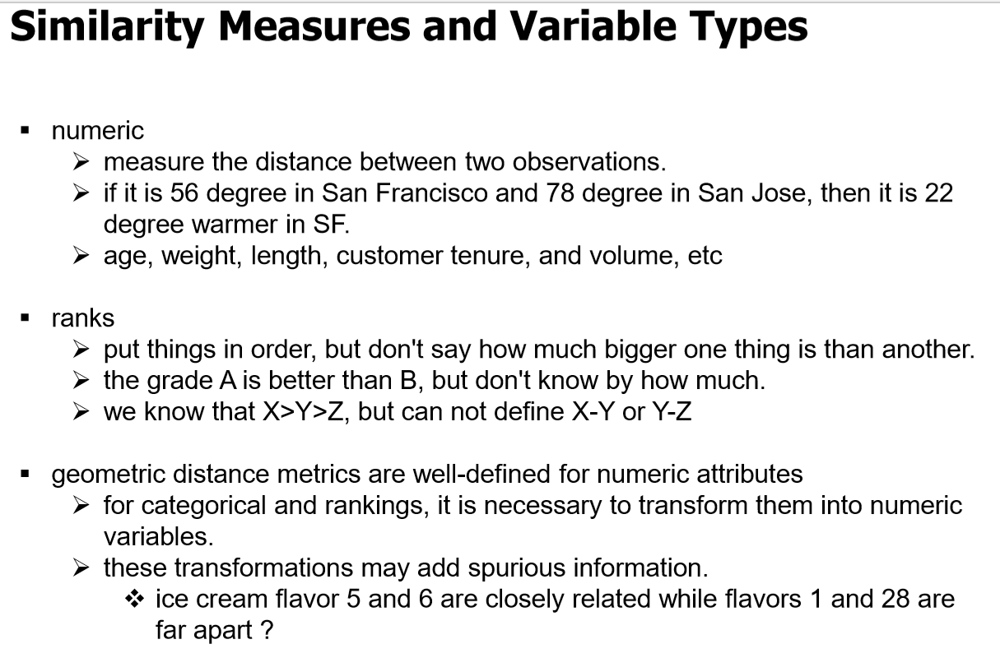 Similarity Measures and Variable Types
▪ numeric
➢ measure the distance between two observations.
➢ if it is 56 degree in San Francisco and 78 degree in San Jose, then it is 22
degree warmer in SF.
➢ age, weight, length, customer tenure, and volume, etc
▪ ranks
➢ put things in order, but don't say how much bigger one thing is than another.
➢ the grade A is better than B, but don't know by how much.
➢ we know that X>Y>Z, but can not define X-Y or Y-Z
▪ geometric distance metrics are well-defined for numeric attributes
➢ for categorical and rankings, it is necessary to transform them into numeric
variables.
➢ these transformations may add spurious information.
❖ ice cream flavor 5 and 6 are closely related while flavors 1 and 28 are
far apart ?